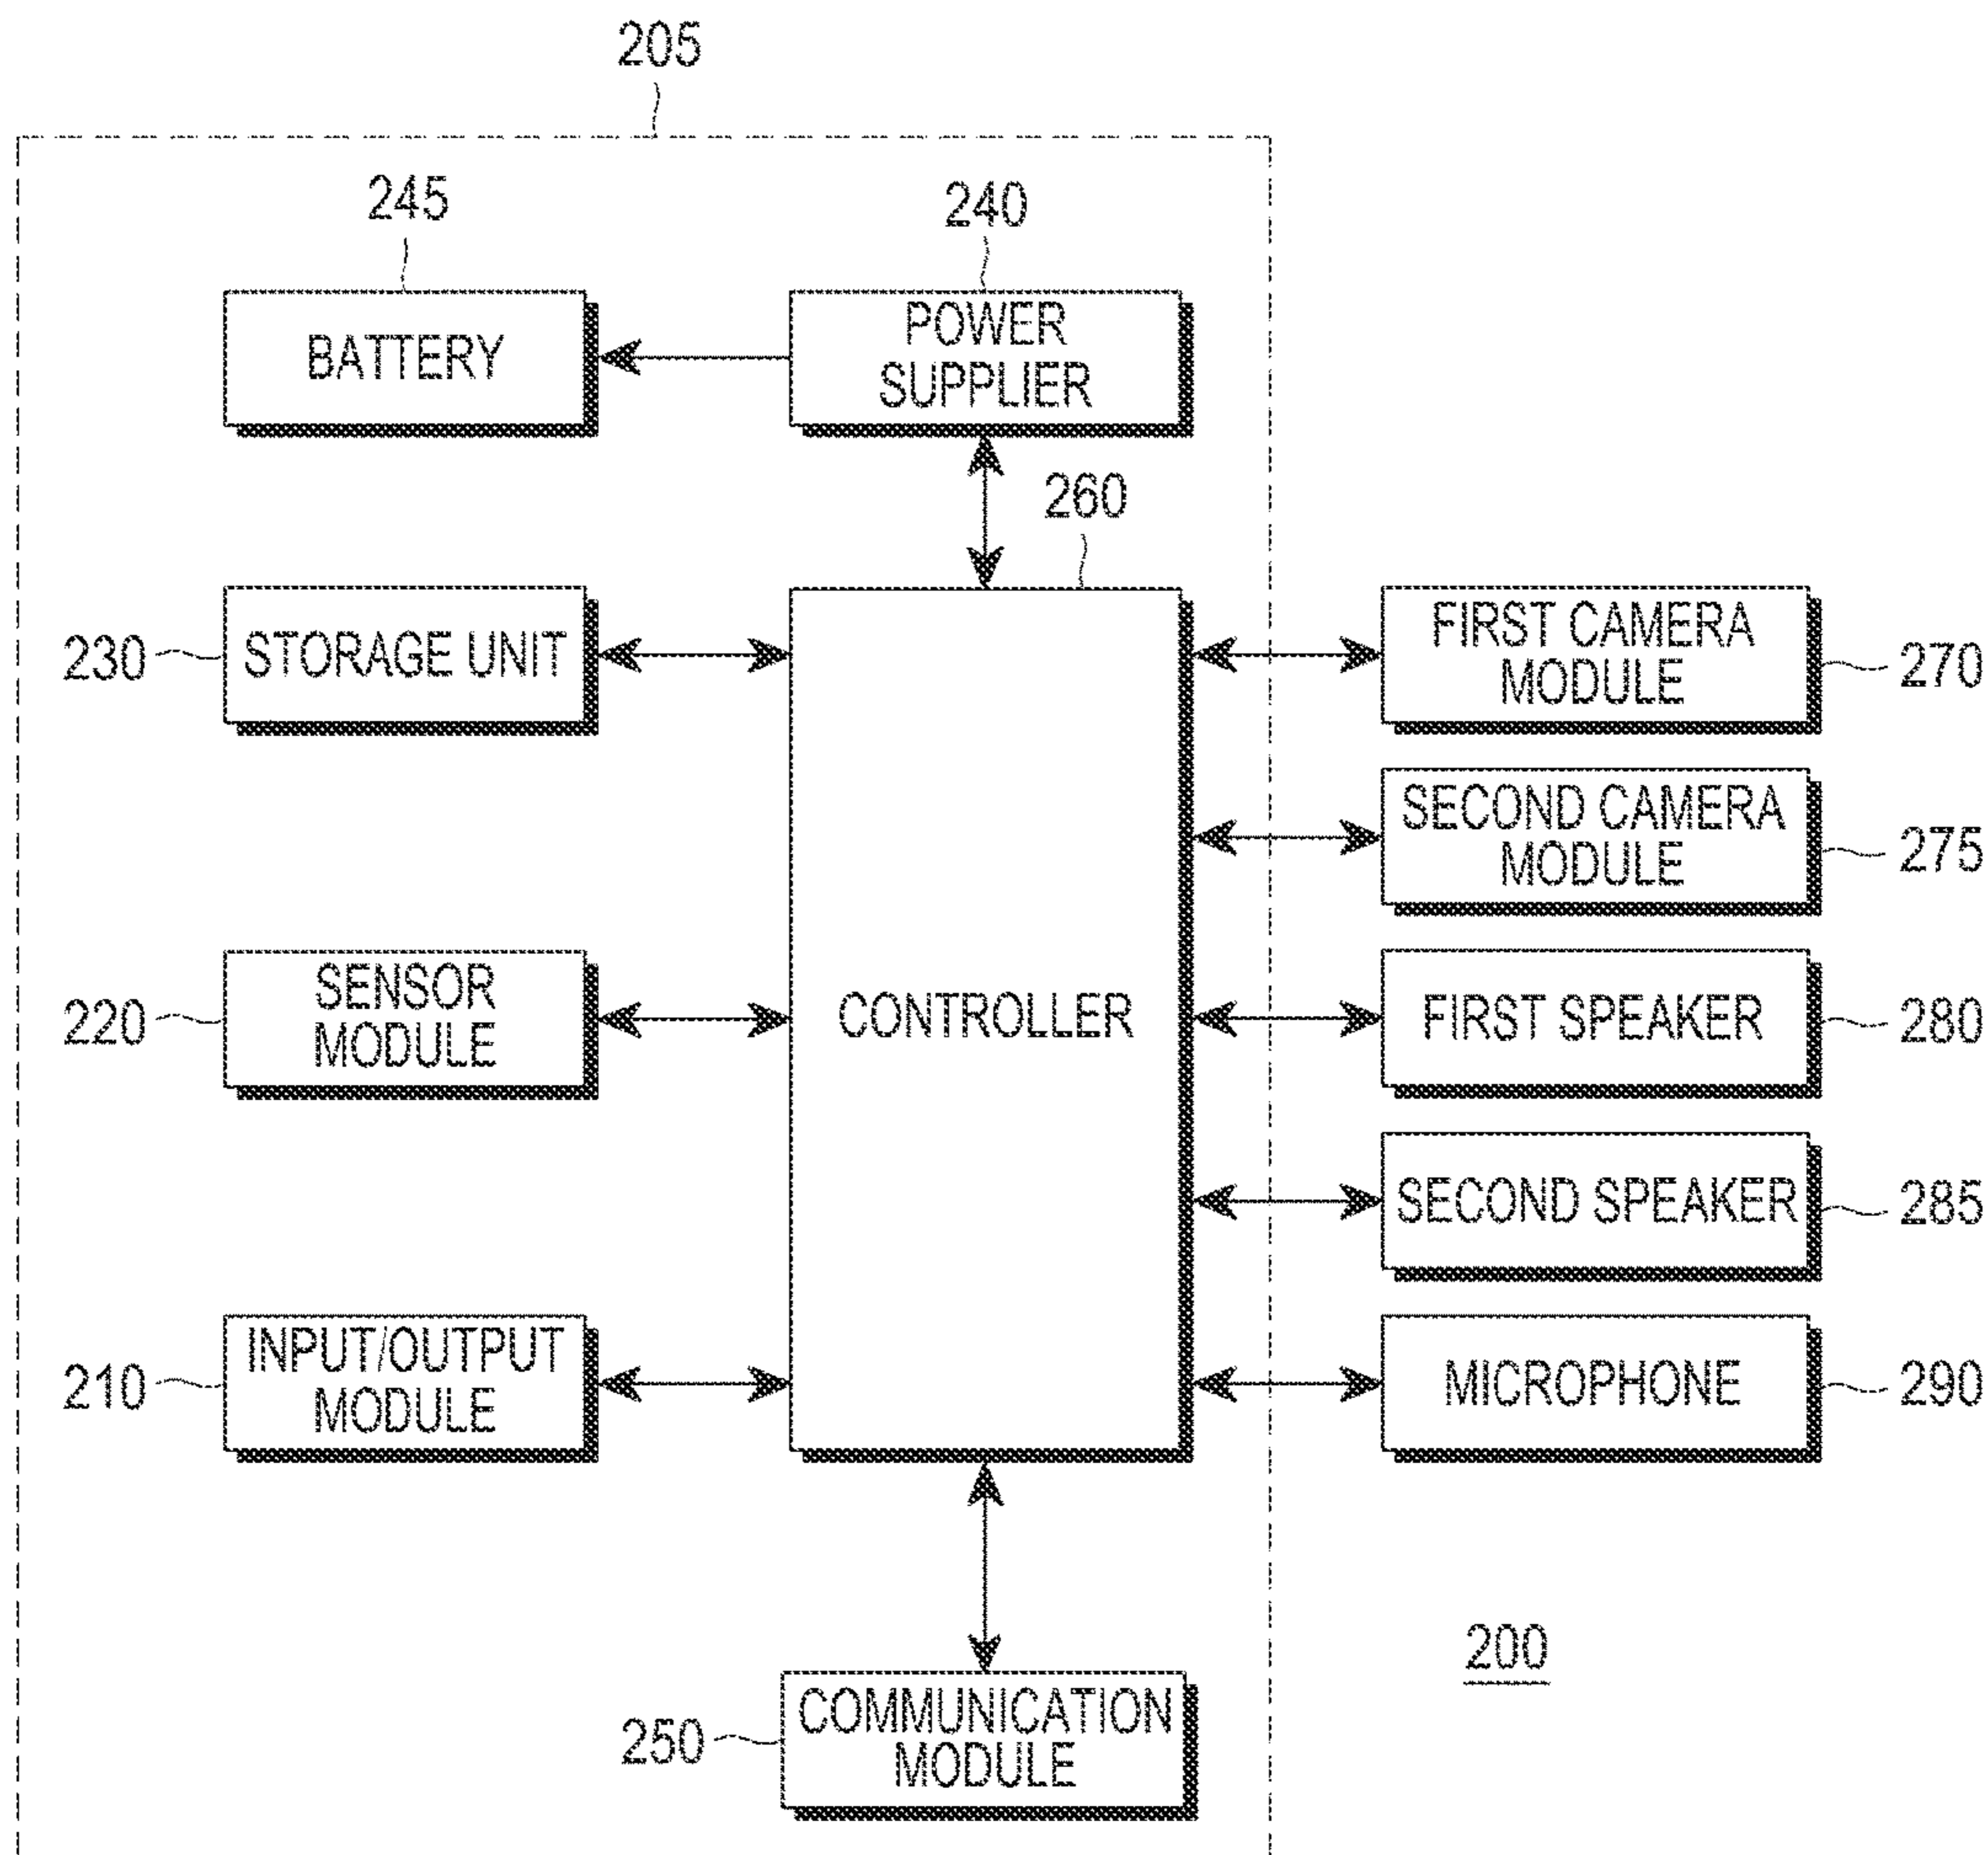 205
245
240
BATTERY
POWER
SUPPLIER
260
230
STORAGE UNIT
FIRST CAMERA
MODULE
270
SECOND CAMERA
MODULE
275
220
SENSOR
MODULE
CONTROLLER
FIRST SPEAKER
280
SECOND SPEAKER
285
210
INPUT/OUTPUT
MODULE
MICROPHONE
290
200
250
COMMUNICATION
MODULE